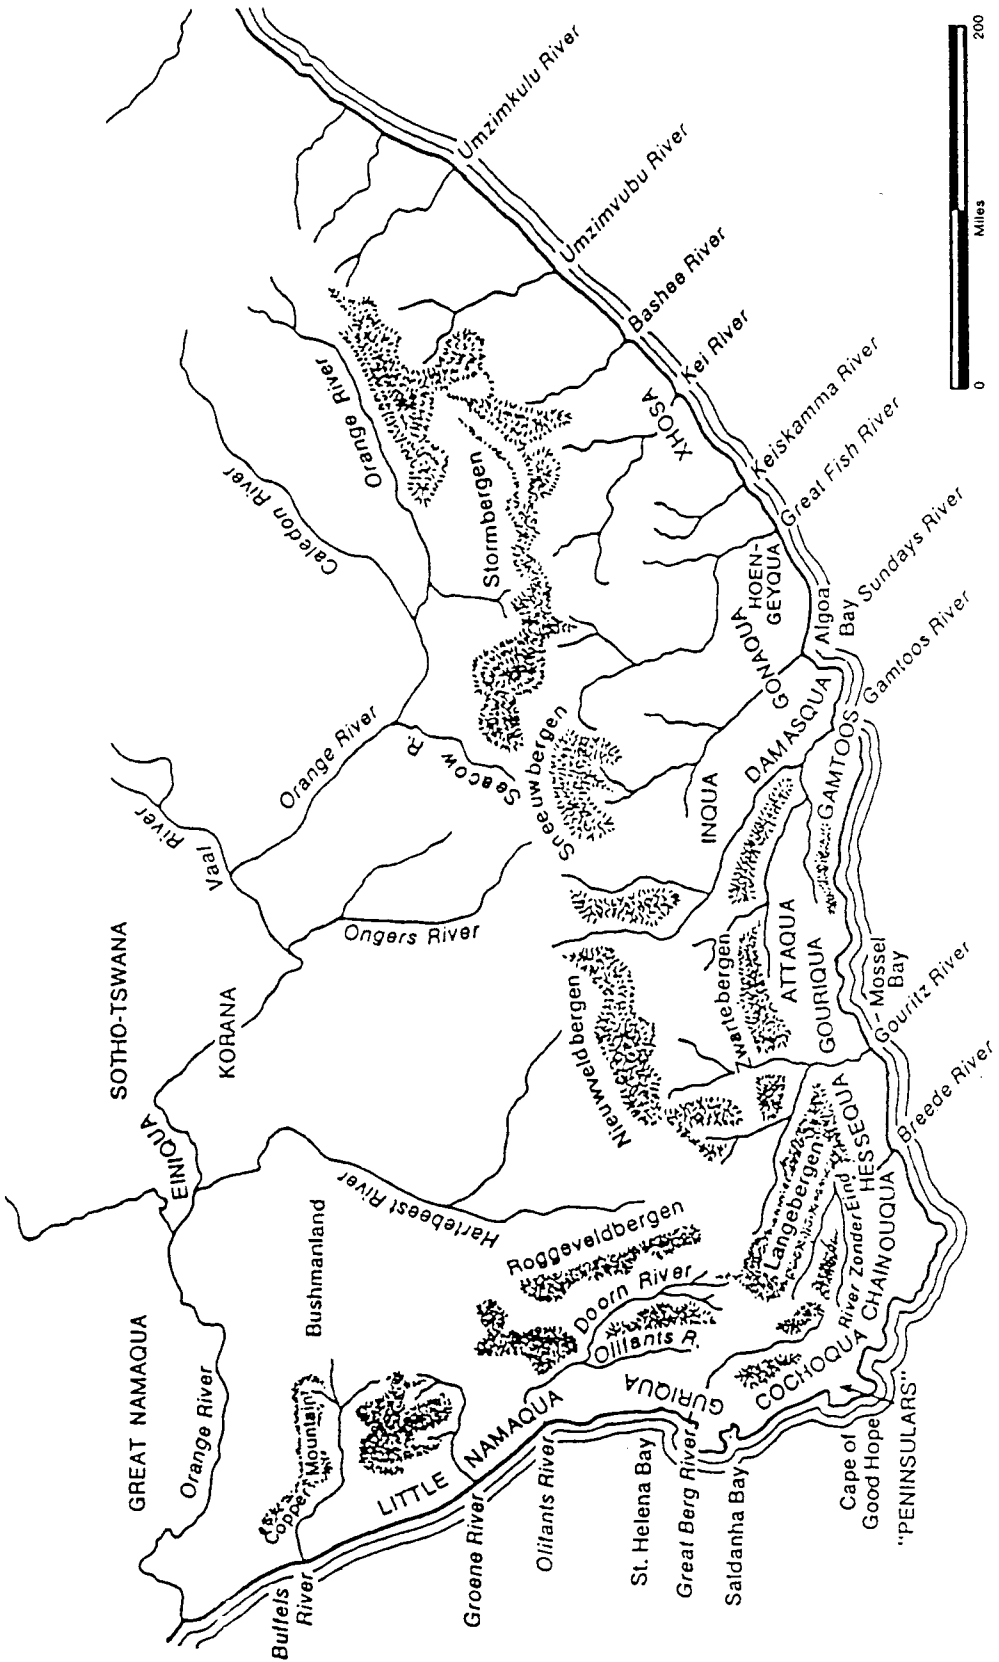 SOTHO-TSWANA
GREAT NAMAQUA
Vaal
River
EINIQUA
KORANA
Orange River
Caledon River
Orange River
Orange River
Bushmanland
Copper Mountain
Buffels
River
Ongers River
Seacow R.
Stormbergen
Sneeuwbergen
Hartebeest River
Roggeveldbergen
Nieuwveldbergen
Doorn River
Olifants R.
LITTLE NAMAQUA
Groene River
Olifants River
St. Helena Bay
Great Berg River
Saldanha Bay
GURIQUA
COCHOQUA
Cape of
Good Hope
"PENINSULARS"
CHAINOUQUA
River Zonder Eind
HESSEQUA
Langebergen
Zwartebergen
ATTAQUA
GOURIQUA
INQUA
DAMASQUA
GAMTOOS
GONAQUA
HOEN-
GEYQUA
XHOSA
Umzimkulu River
Umzimvubu River
Bashee River
Kei River
Keiskamma River
Great Fish River
Sundays River
Algoa
Bay
Gamtoos River
Mossel
Bay
Gouritz River
Breede River
0
Miles
200